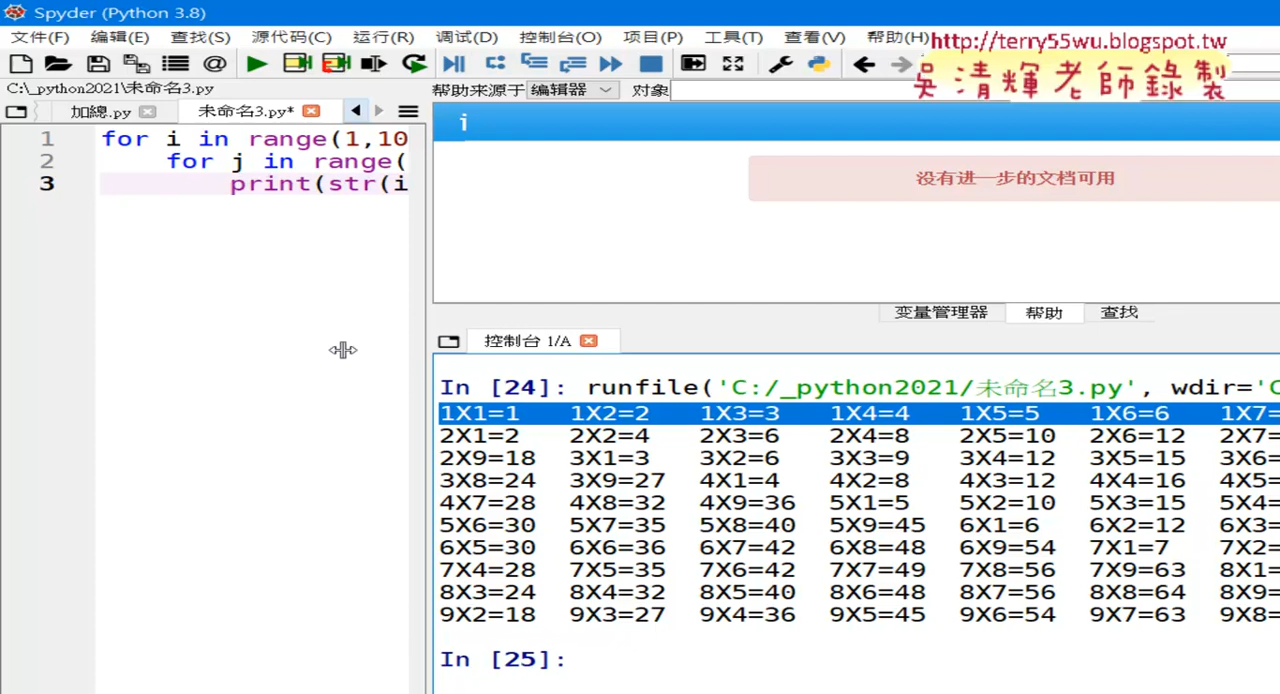 Spyder (Python 3.8)
文件(F) 编辑(E) 查找(S) 源代码(C) 运行(R) 调试(D) 控制台(O) 项目(P) 工具(T) 查看(V) 帮助(H)
http://terry55wu.blogspot.tw
吳清輝老師錄製
C:\_python2021\未命名3.py
帮助来源于 编辑器 对象
加總.py 未命名3.py*
1 for i in range(1,10
2 for j in range(
3 print(str(i
i
没有进一步的文档可用
变量管理器 帮助 查找
控制台 1/A
In [24]: runfile('C:/_python2021/未命名3.py', wdir='C
1X1=1 1X2=2 1X3=3 1X4=4 1X5=5 1X6=6 1X7=
2X1=2 2X2=4 2X3=6 2X4=8 2X5=10 2X6=12 2X7=
2X9=18 3X1=3 3X2=6 3X3=9 3X4=12 3X5=15 3X6=
3X8=24 3X9=27 4X1=4 4X2=8 4X3=12 4X4=16 4X5=
4X7=28 4X8=32 4X9=36 5X1=5 5X2=10 5X3=15 5X4=
5X6=30 5X7=35 5X8=40 5X9=45 6X1=6 6X2=12 6X3=
6X5=30 6X6=36 6X7=42 6X8=48 6X9=54 7X1=7 7X2=
7X4=28 7X5=35 7X6=42 7X7=49 7X8=56 7X9=63 8X1=
8X3=24 8X4=32 8X5=40 8X6=48 8X7=56 8X8=64 8X9=
9X2=18 9X3=27 9X4=36 9X5=45 9X6=54 9X7=63 9X8=
In [25]: